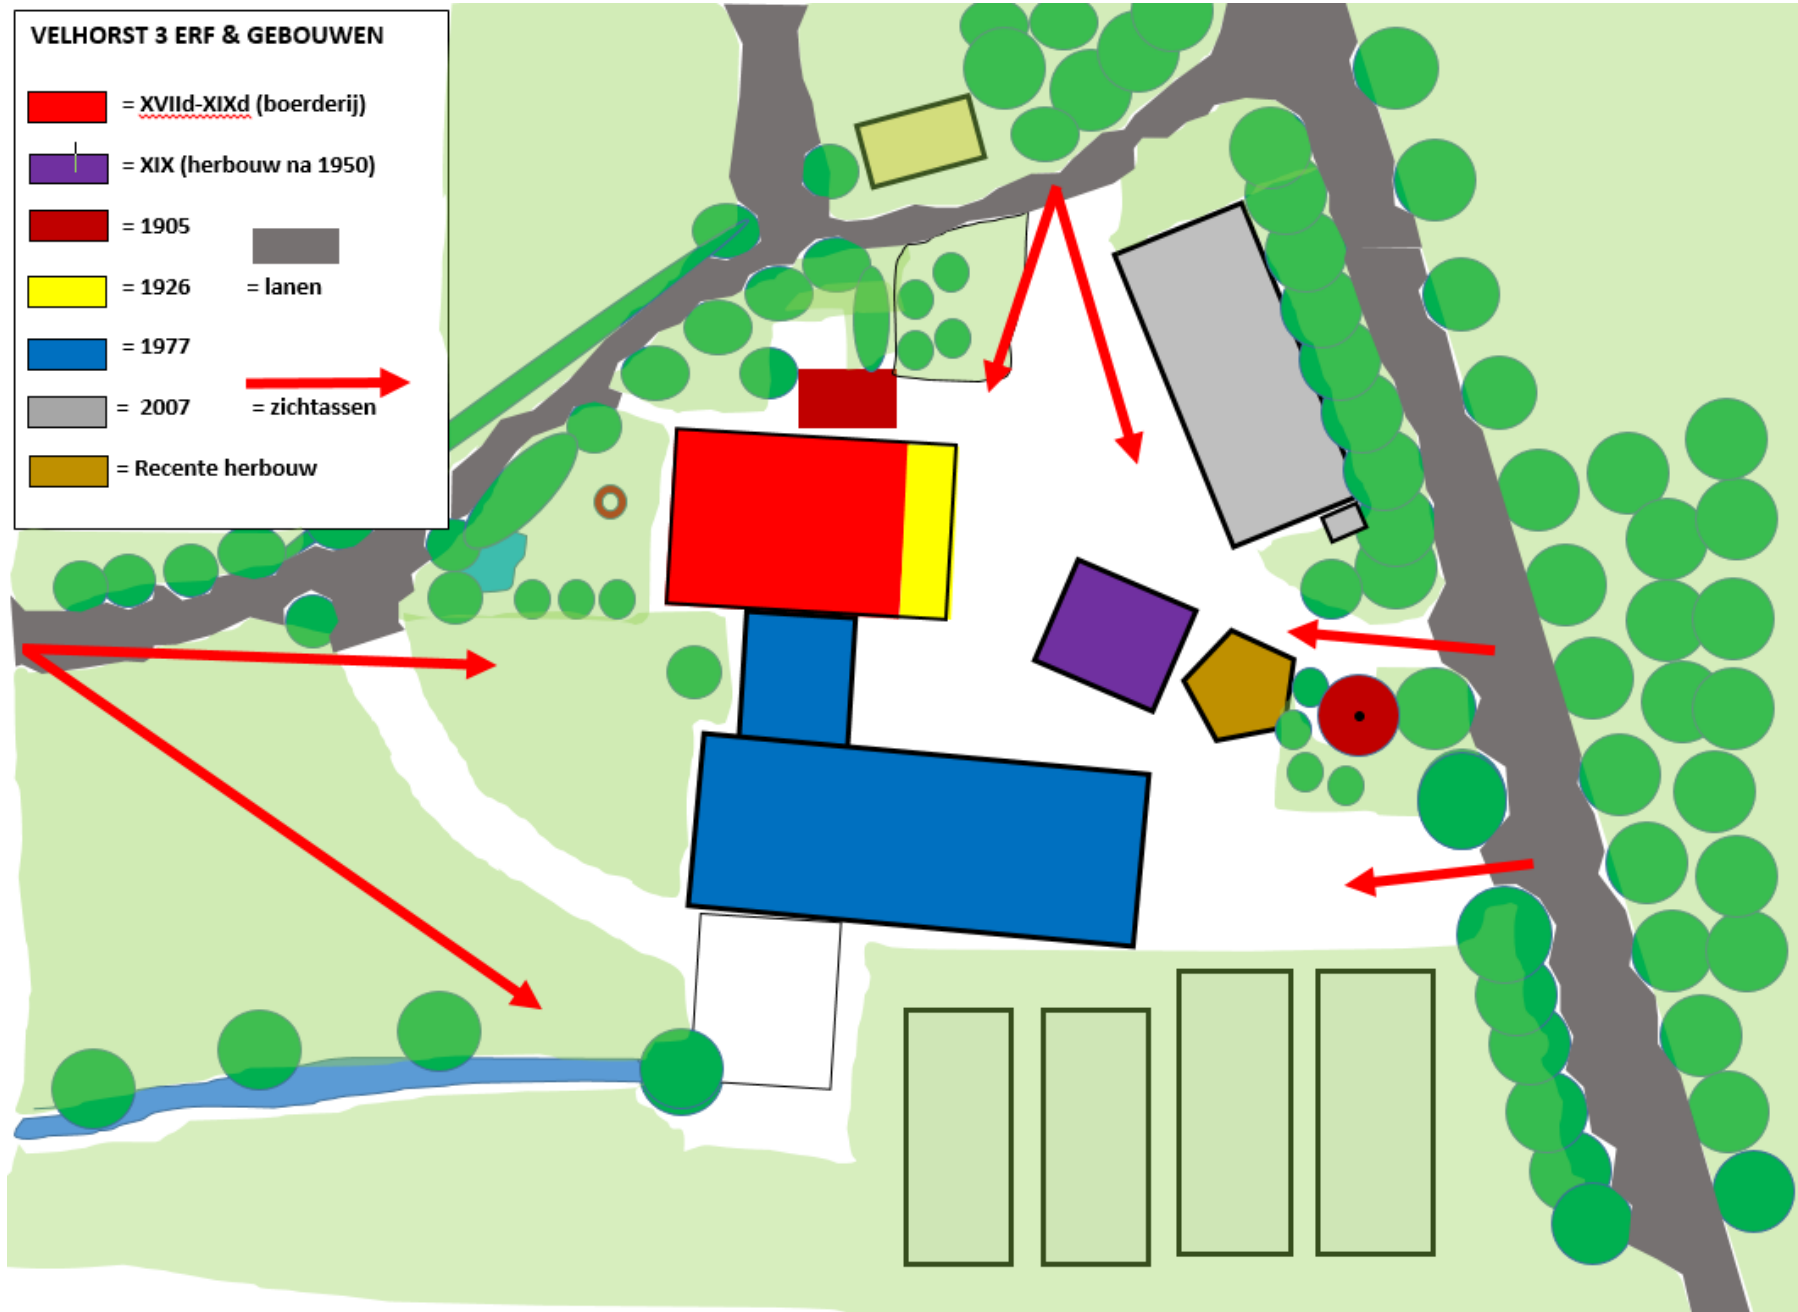 VELHORST 3 ERF & GEBOUWEN
= XVIId-XIXd (boerderij)
= XIX (herbouw na 1950)
= 1905
= 1926
= lanen
= 1977
= 2007
= zichtassen
= Recente herbouw